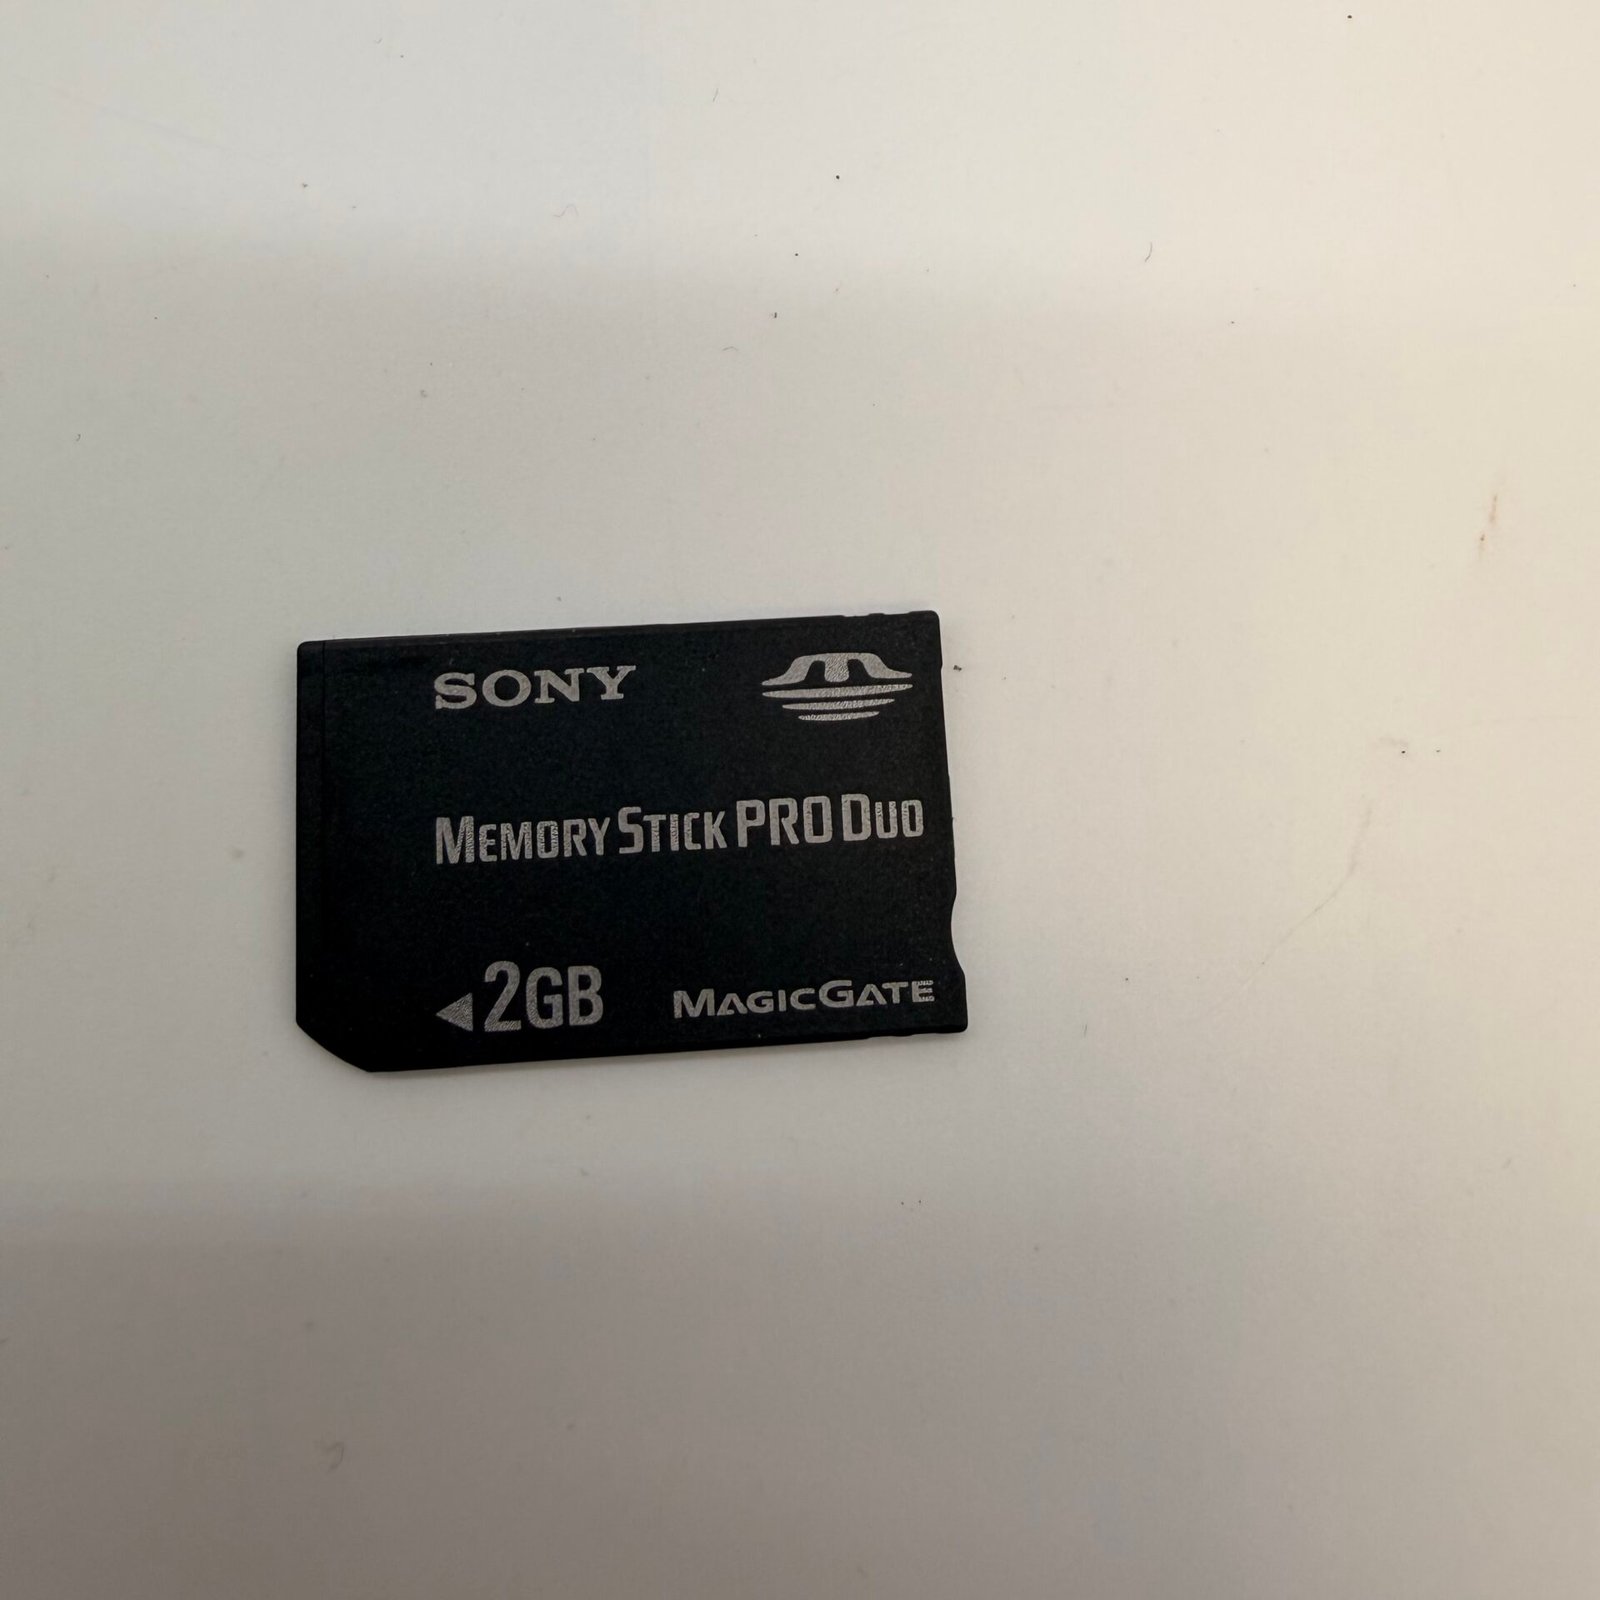 SONY
MEMORY STICK PRO DUO
2GB MAGICGATE